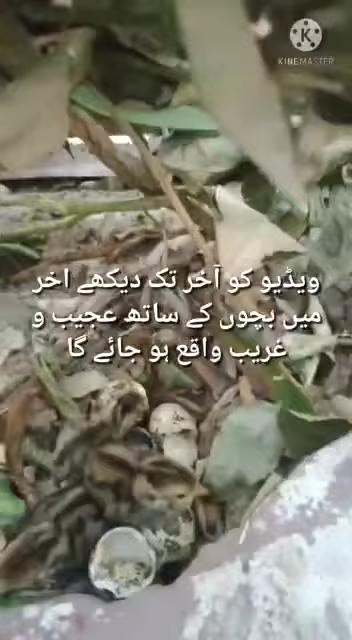 KINEMASTER
ویڈیو کو آخر تک دیکھے اخر
میں بچوں کے ساتھ عجیب و
غریب واقع ہو جائے گا